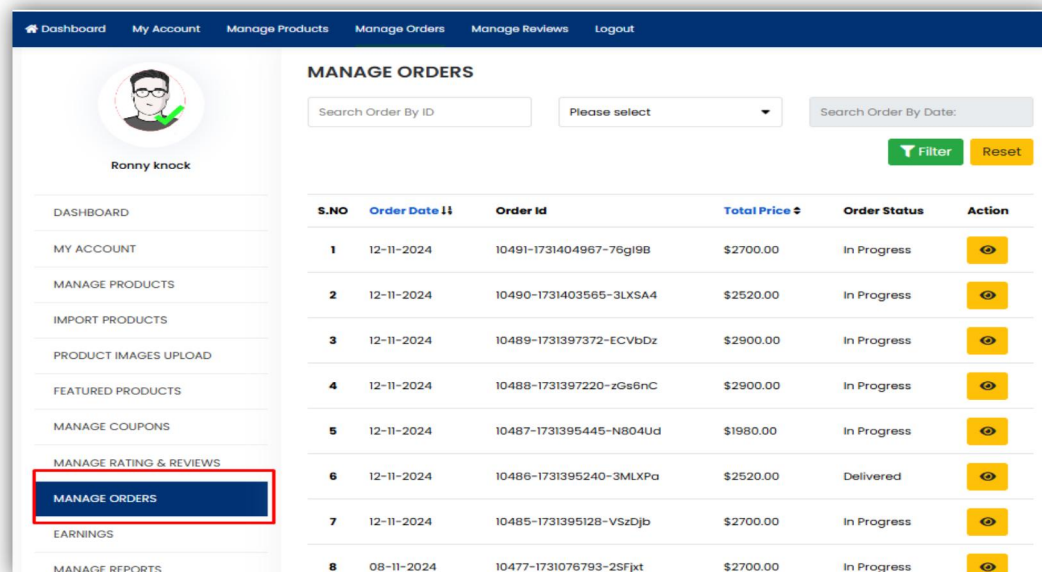 Dashboard My Account Manage Products Manage Orders Manage Reviews Logout
Ronny knock
DASHBOARD
MY ACCOUNT
MANAGE PRODUCTS
IMPORT PRODUCTS
PRODUCT IMAGES UPLOAD
FEATURED PRODUCTS
MANAGE COUPONS
MANAGE RATING & REVIEWS
MANAGE ORDERS
EARNINGS
MANAGE REPORTS
MANAGE ORDERS
Search Order By ID Please select Search Order By Date:
Filter Reset
S.NO Order Date Order Id Total Price Order Status Action
1 12-11-2024 10491-1731404967-76gI9B $2700.00 In Progress
2 12-11-2024 10490-1731403565-3LXSA4 $2520.00 In Progress
3 12-11-2024 10489-1731397372-ECVbDz $2900.00 In Progress
4 12-11-2024 10488-1731397220-zGs6nC $2900.00 In Progress
5 12-11-2024 10487-1731395445-N804Ud $1980.00 In Progress
6 12-11-2024 10486-1731395240-3MLXPa $2520.00 Delivered
7 12-11-2024 10485-1731395128-VSzDjb $2700.00 In Progress
8 08-11-2024 10477-1731076793-2SFjxt $2700.00 In Progress